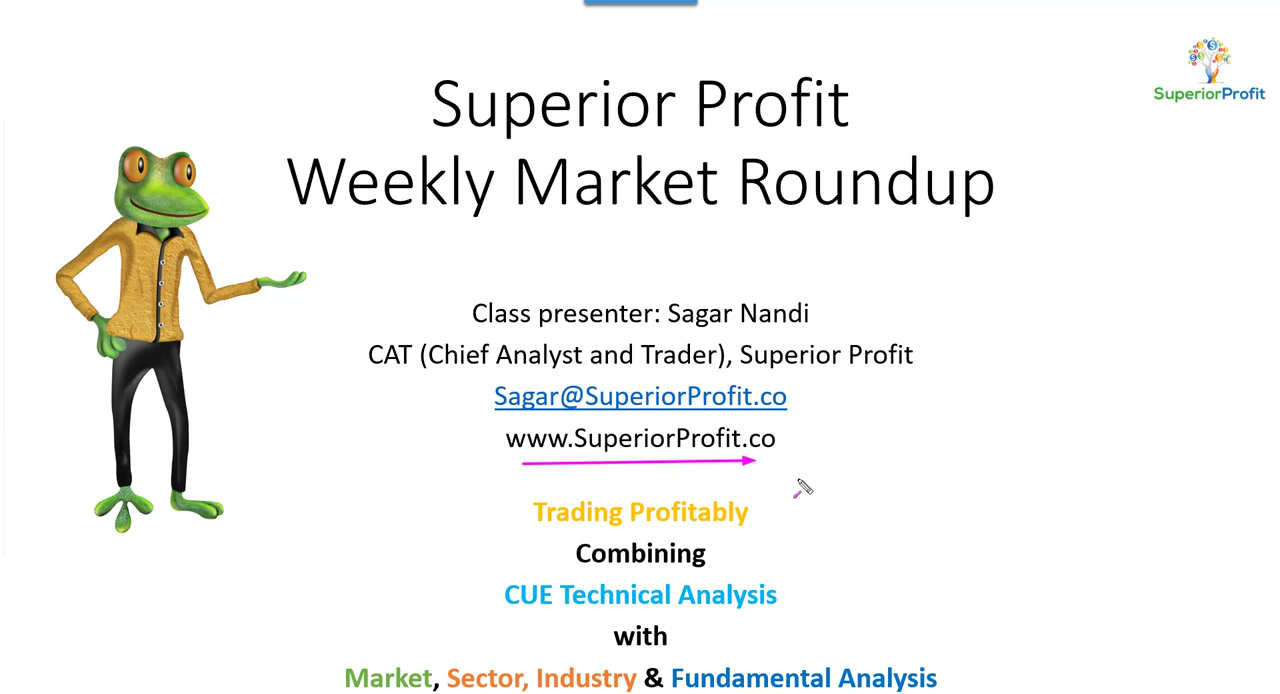 SuperiorProfit
Superior Profit
Weekly Market Roundup
Class presenter: Sagar Nandi
CAT (Chief Analyst and Trader), Superior Profit
Sagar@SuperiorProfit.co
www.SuperiorProfit.co
Trading Profitably
Combining
CUE Technical Analysis
with
Market, Sector, Industry & Fundamental Analysis